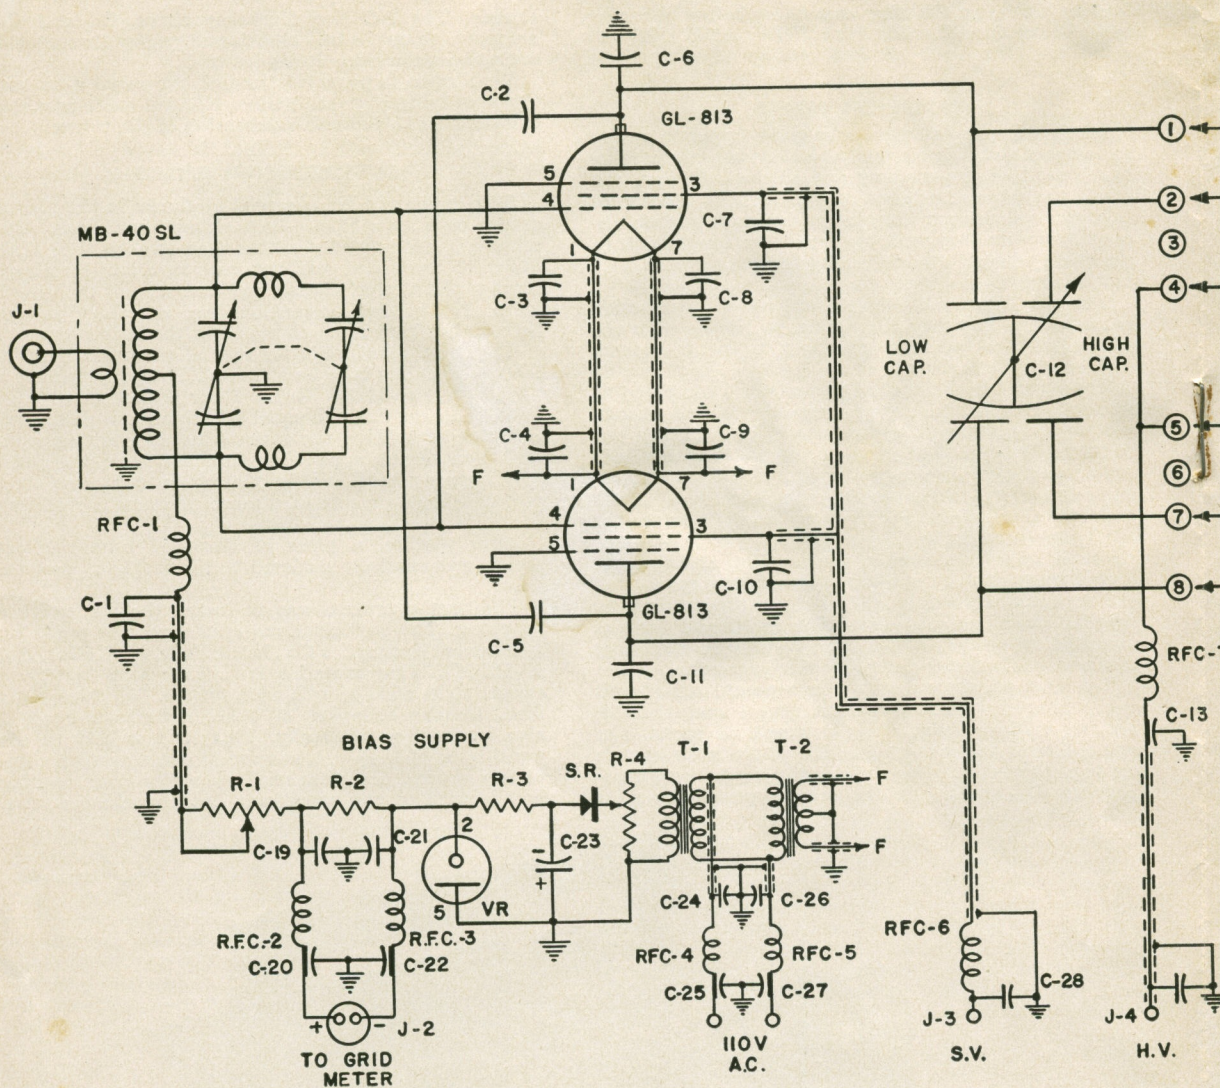 C-6
C-2
GL-813
1
5
3
4
2
C-7
MB-40SL
3
1
7
C-3
C-8
4
J-1
LOW
CAP.
HIGH
CAP.
C-12
C-4
C-9
5
F
F
6
1
7
4
3
7
RFC-1
5
C-10
8
C-1
GL-813
C-5
RFC-
C-11
C-13
BIAS SUPPLY
T-1
T-2
R-1
R-2
R-3
S.R.
R-4
F
2
C-21
C-19
C-23
-
+
F
5
VR
C-24
C-26
R.F.C.-2
R.F.C.-3
RFC-4
RFC-5
RFC-6
C-20
C-22
C-25
C-27
C-28
+
-
J-2
J-3
J-4
TO GRID
METER
110V
A.C.
S.V.
H.V.